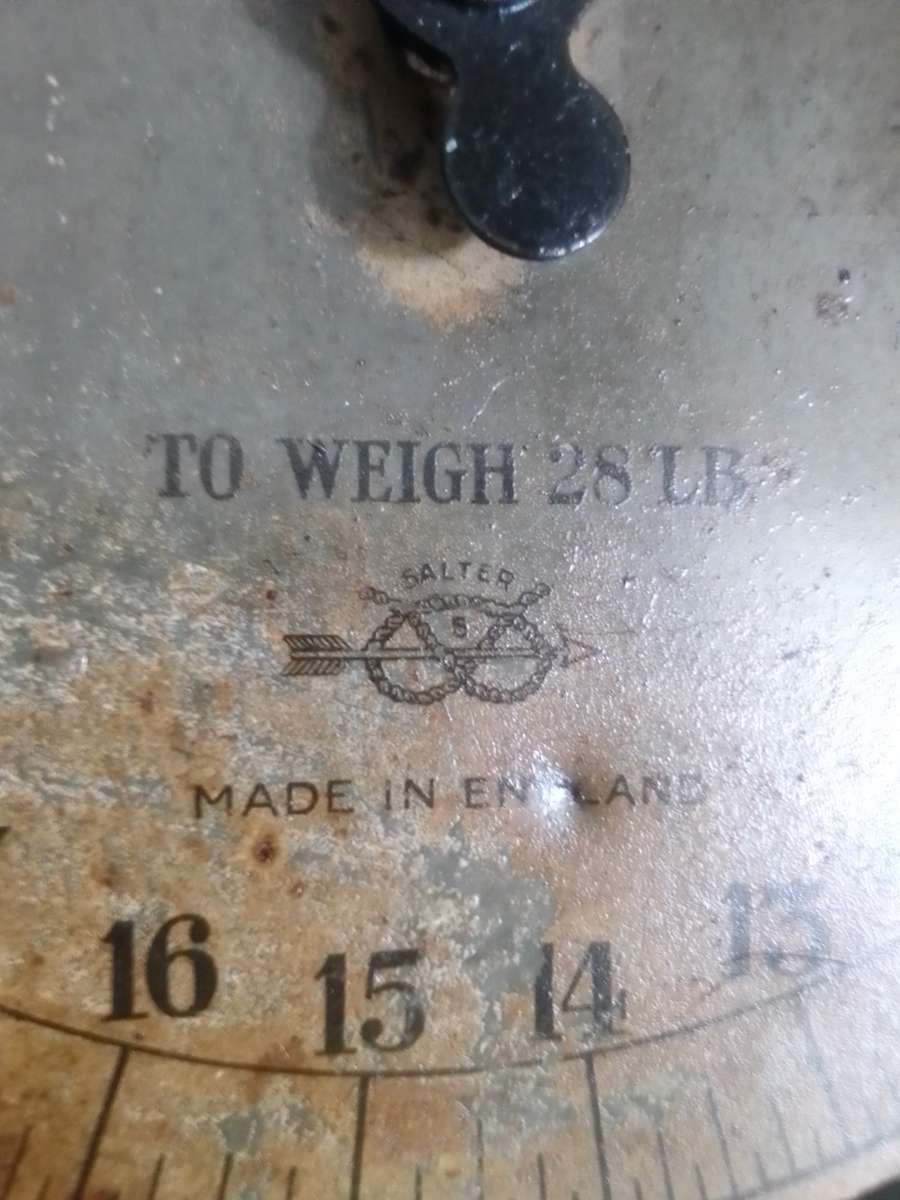 TO WEIGH 28 LB
SALTER
S
MADE IN ENGLAND
16 15 14 13